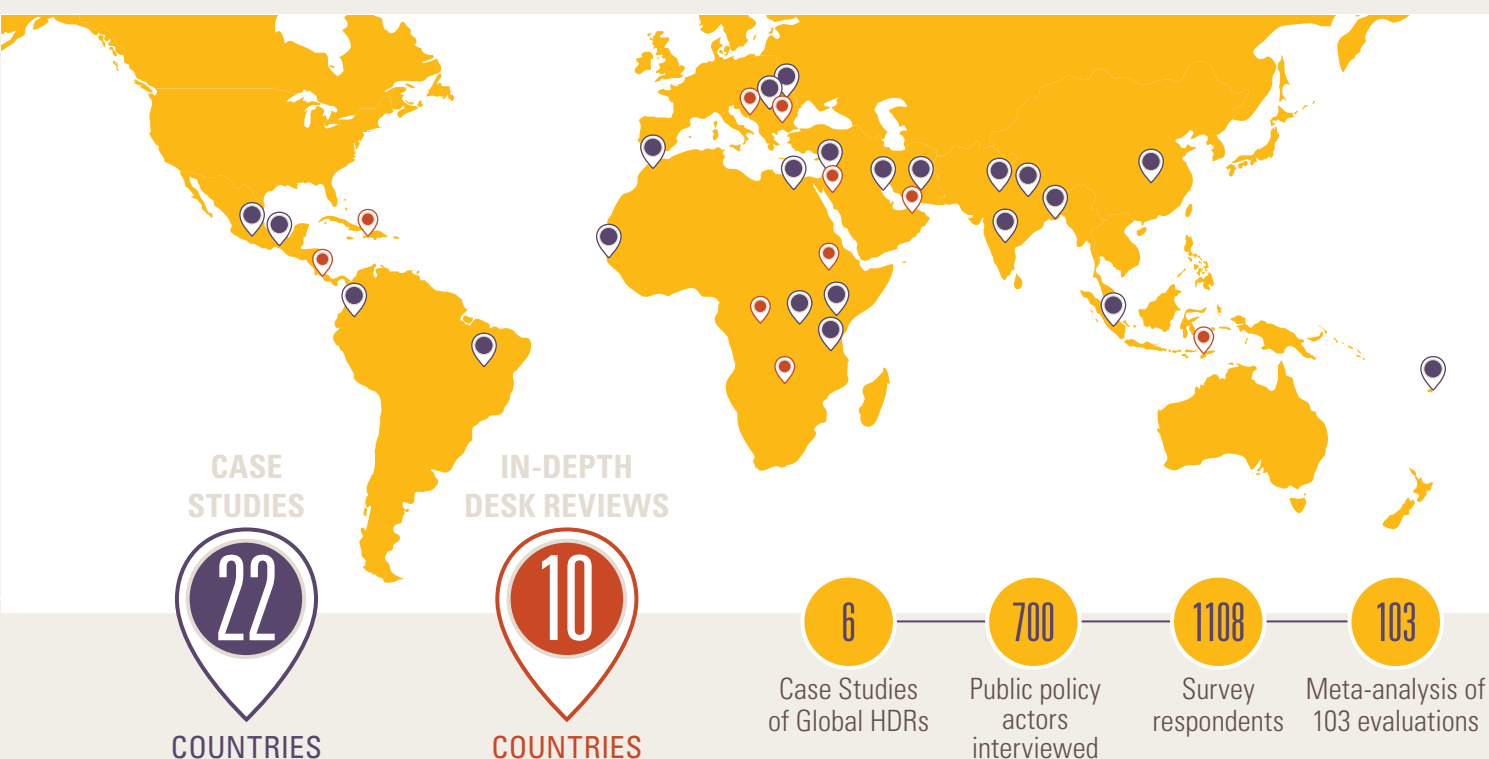 CASE
STUDIES
22
COUNTRIES
IN-DEPTH
DESK REVIEWS
10
COUNTRIES
6
Case Studies
of Global HDRs
700
Public policy
actors
interviewed
1108
Survey
respondents
103
Meta-analysis of
103 evaluations